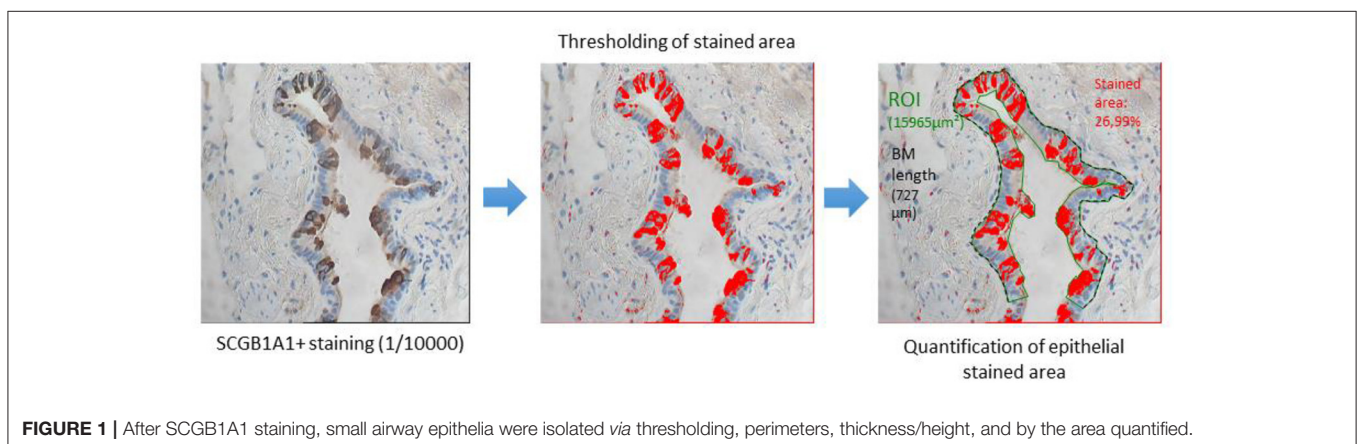 Thresholding of stained area
SCGB1A1+ staining (1/10000)
ROI
(15965µm²)
BM
length
(727
µm)
Stained
area:
26,99%
Quantification of epithelial
stained area
FIGURE 1 | After SCGB1A1 staining, small airway epithelia were isolated via thresholding, perimeters, thickness/height, and by the area quantified.